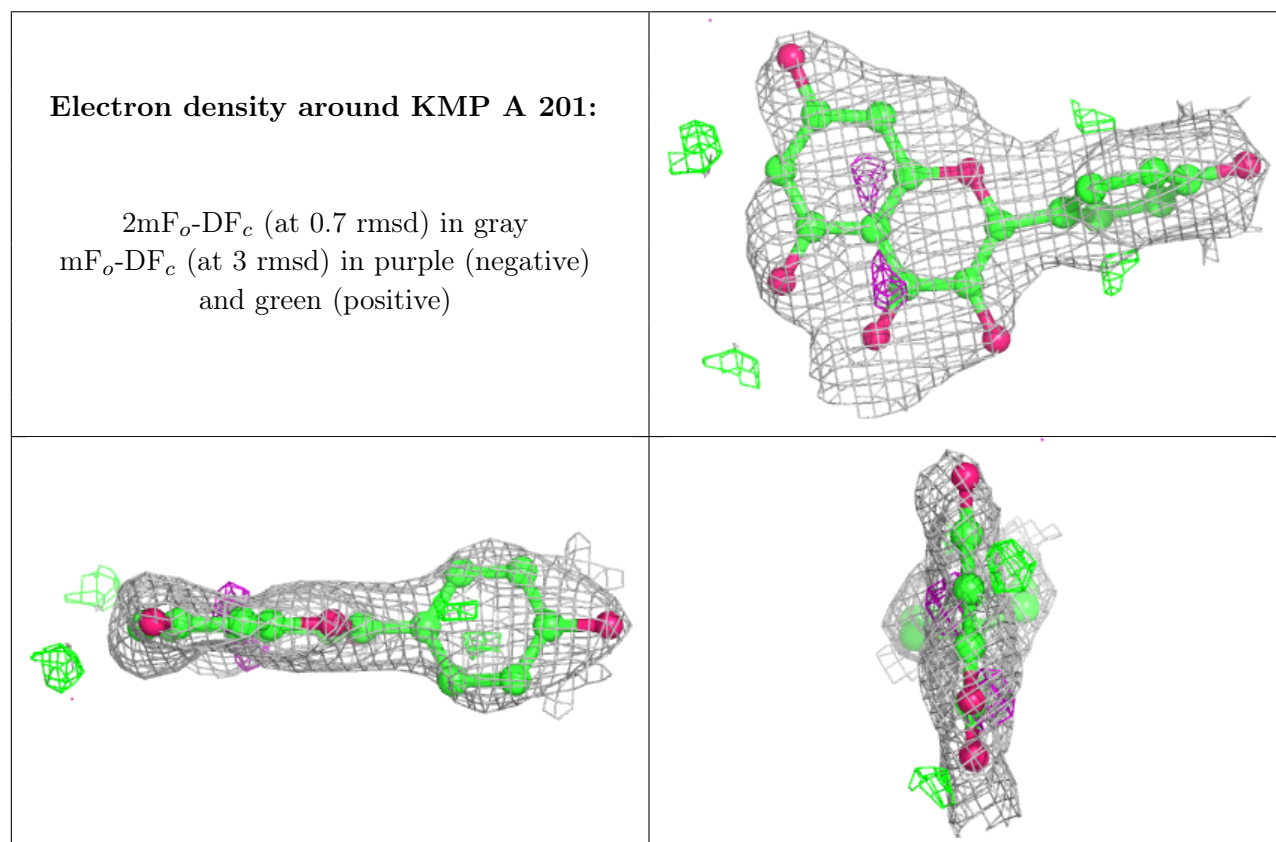 Electron density around KMP A 201:
2mFo-DFc (at 0.7 rmsd) in gray
mFo-DFc (at 3 rmsd) in purple (negative)
and green (positive)